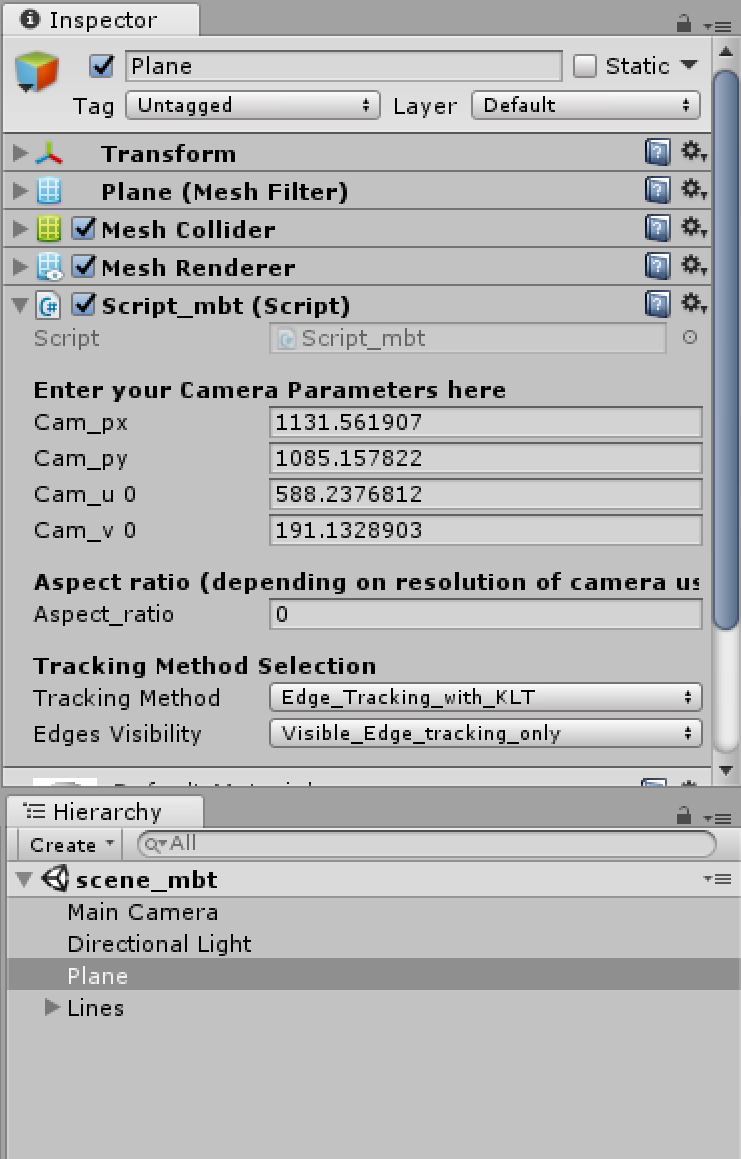 Inspector
Plane Static
Tag Untagged Layer Default
Transform
Plane (Mesh Filter)
Mesh Collider
Mesh Renderer
Script_mbt (Script)
Script Script_mbt
Enter your Camera Parameters here
Cam_px 1131.561907
Cam_py 1085.157822
Cam_u 0 588.2376812
Cam_v 0 191.1328903
Aspect ratio (depending on resolution of camera us
Aspect_ratio 0
Tracking Method Selection
Tracking Method Edge_Tracking_with_KLT
Edges Visibility Visible_Edge_tracking_only
Hierarchy
Create All
scene_mbt
Main Camera
Directional Light
Plane
Lines